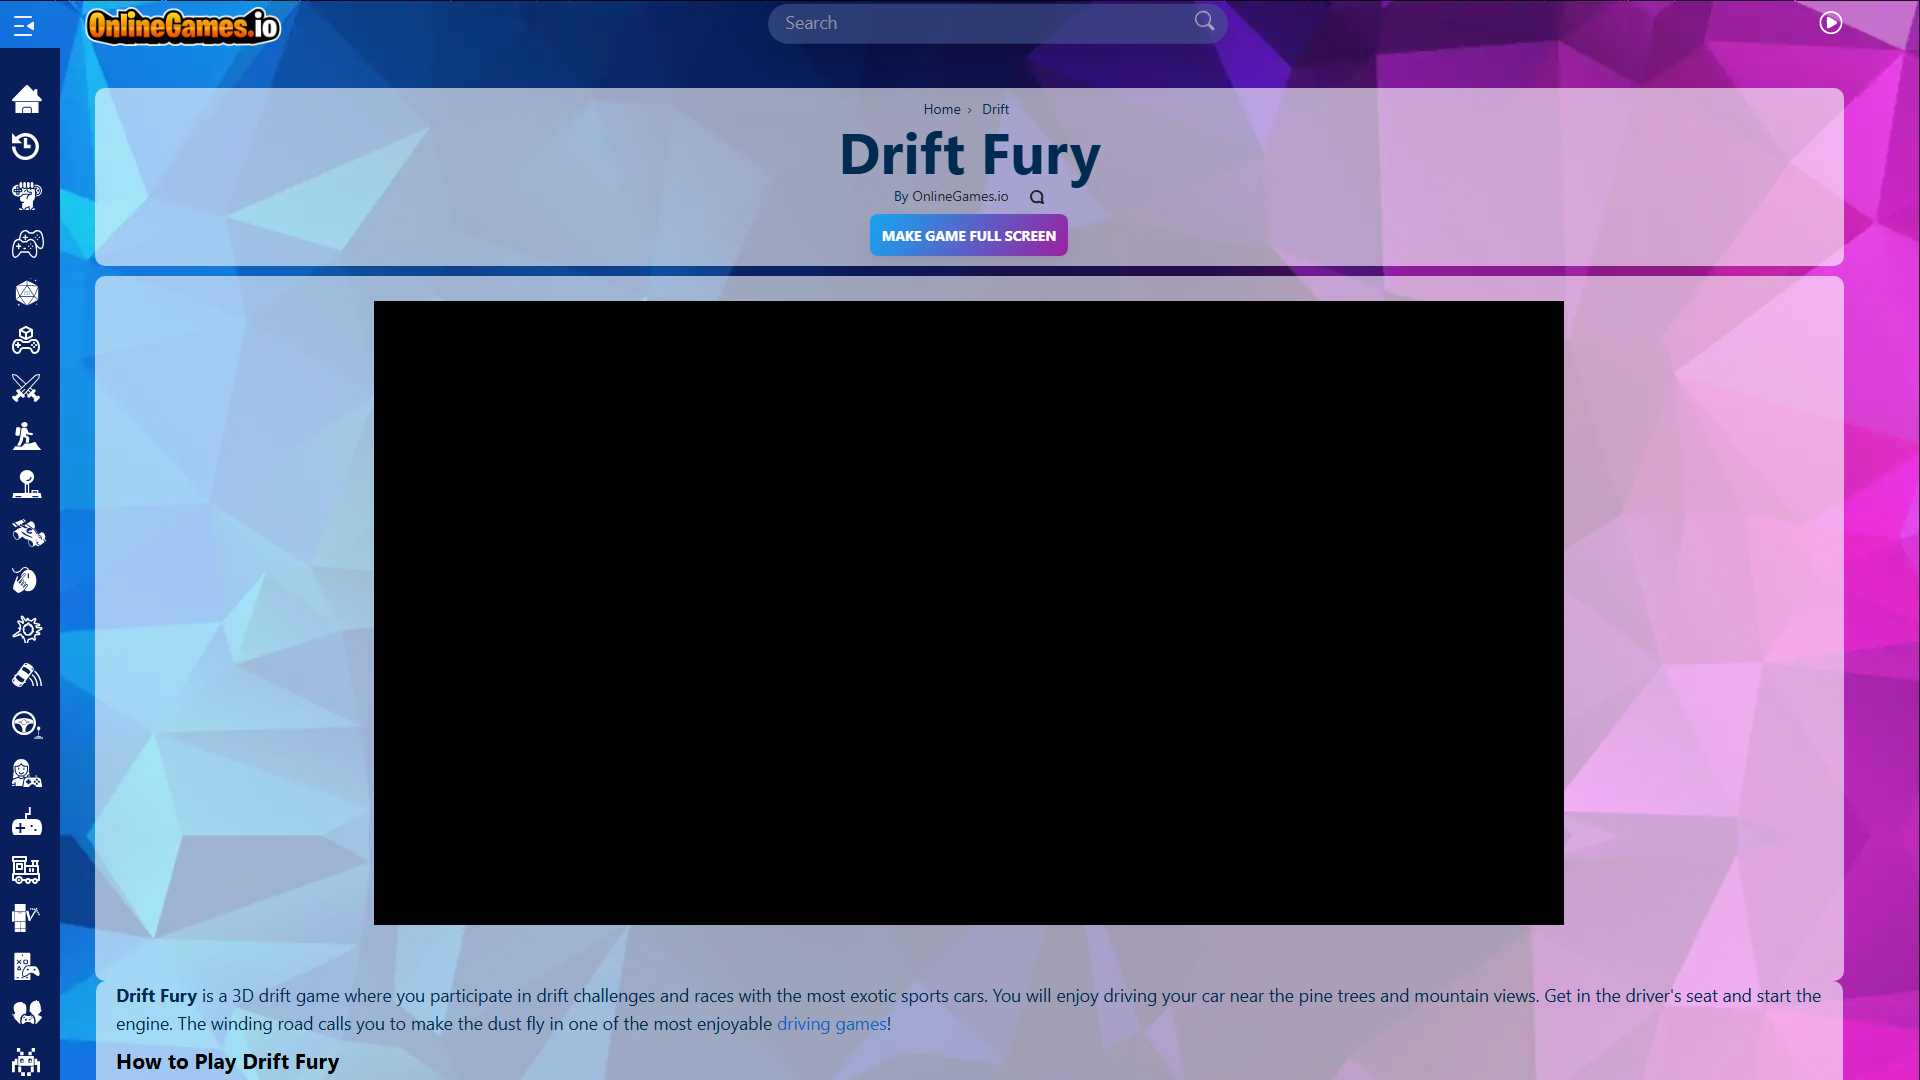 OnlineGames.io
Search
Home › Drift
Drift Fury
By OnlineGames.io
MAKE GAME FULL SCREEN
Drift Fury is a 3D drift game where you participate in drift challenges and races with the most exotic sports cars. You will enjoy driving your car near the pine trees and mountain views. Get in the driver's seat and start the
engine. The winding road calls you to make the dust fly in one of the most enjoyable driving games!
How to Play Drift Fury